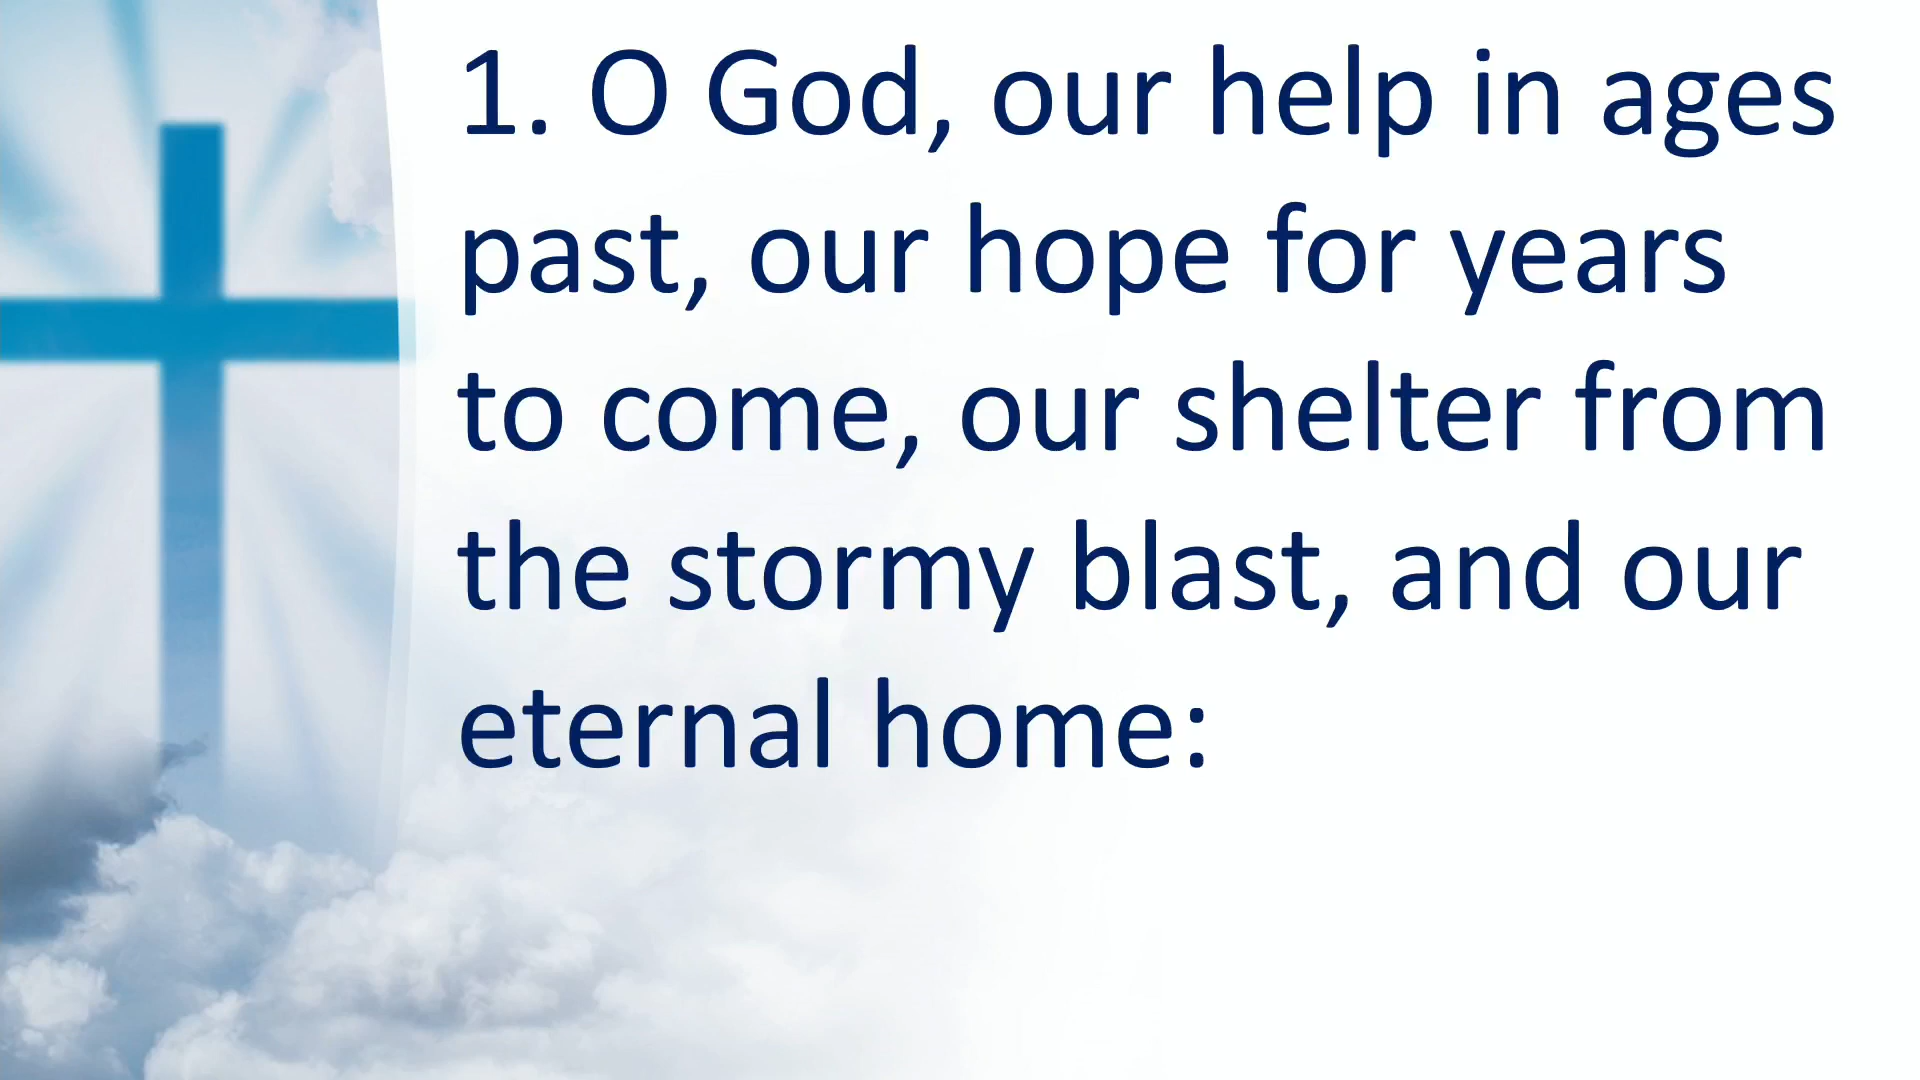 1. O God, our help in ages
past, our hope for years
to come, our shelter from
the stormy blast, and our
eternal home: